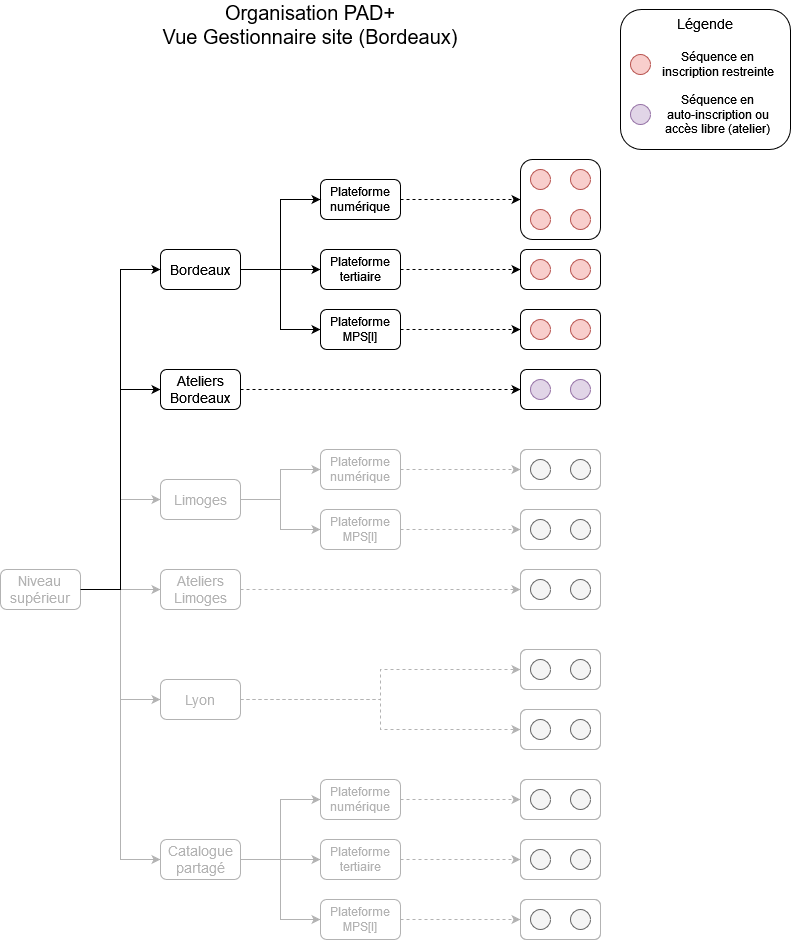 Organisation PAD+
Vue Gestionnaire site (Bordeaux)
Légende
Séquence en
inscription restreinte
Séquence en
auto-inscription ou
accès libre (atelier)
Plateforme
numérique
Bordeaux
Plateforme
tertiaire
Plateforme
MPS[I]
Ateliers
Bordeaux
Plateforme
numérique
Limoges
Plateforme
MPS[I]
Niveau
supérieur
Ateliers
Limoges
Lyon
Plateforme
numérique
Catalogue
partagé
Plateforme
tertiaire
Plateforme
MPS[I]